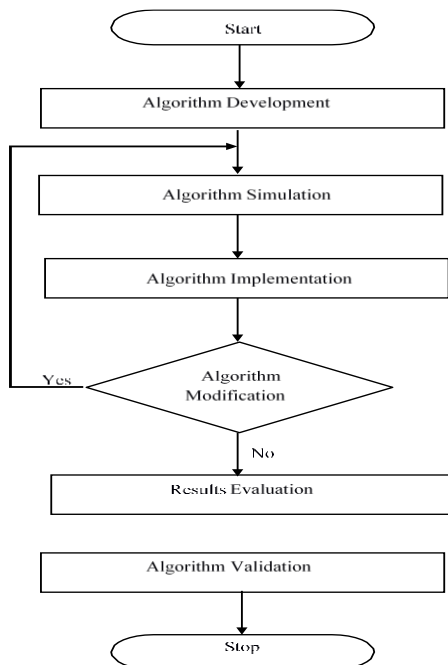 Start
Algorithm Development
Algorithm Simulation
Algorithm Implementation
Algorithm
Modification
Yes
No
Results Evaluation
Algorithm Validation
Stop